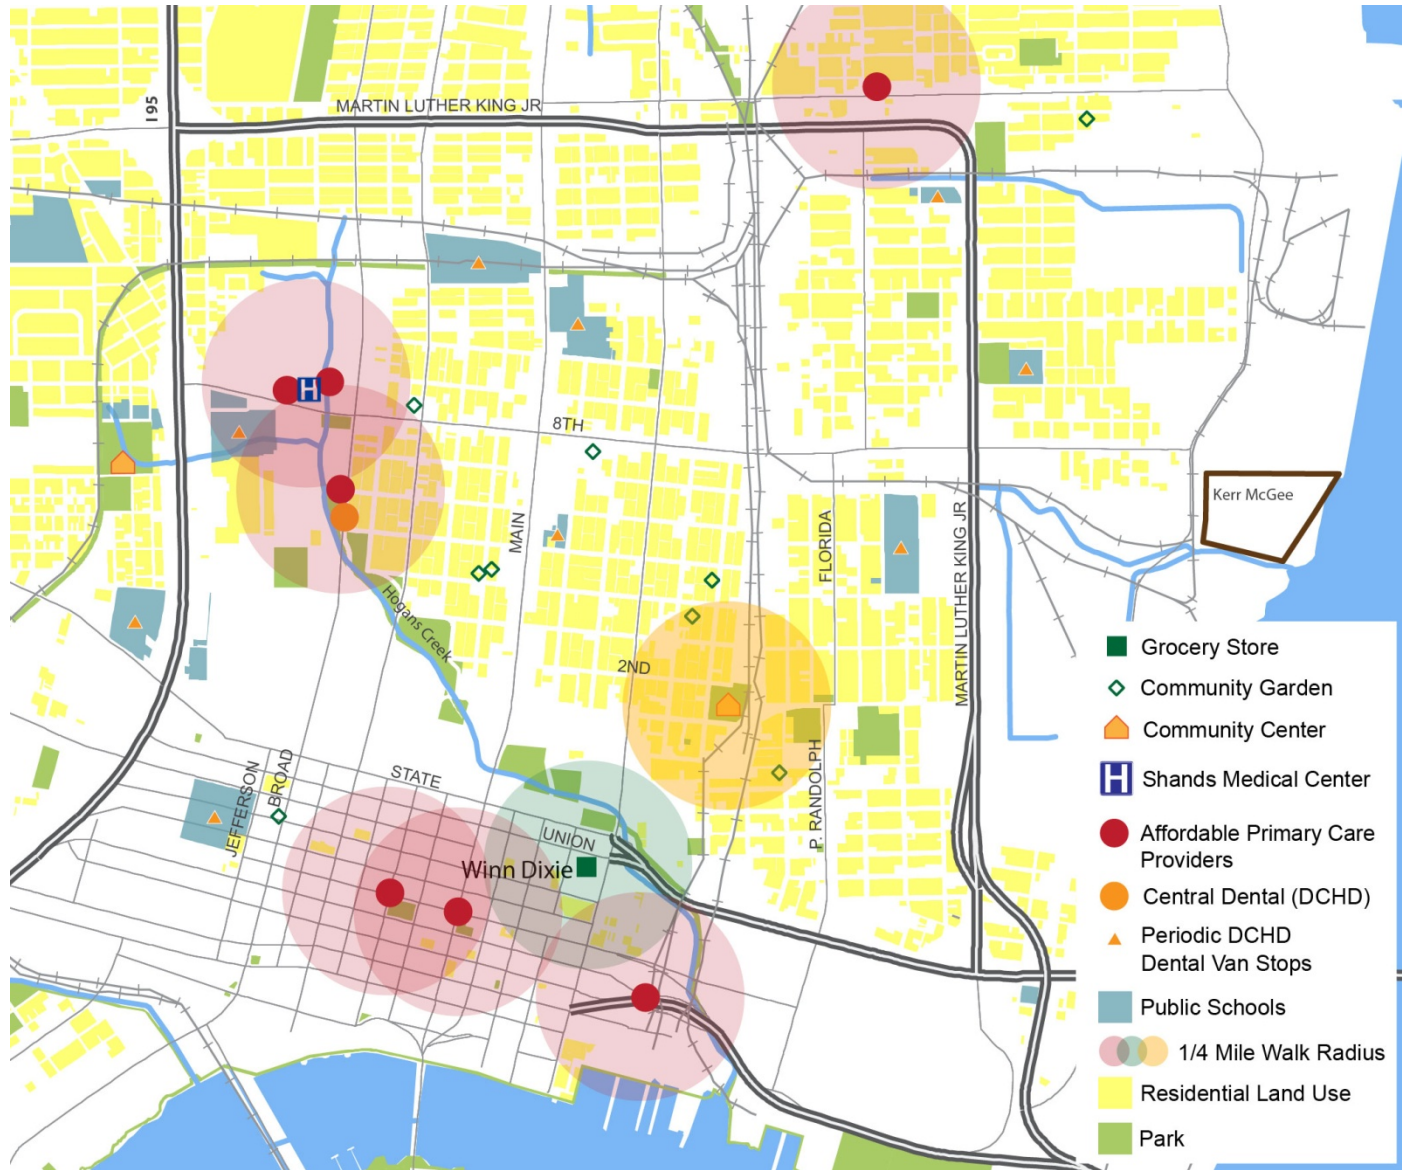 I 95
MARTIN LUTHER KING JR
8TH
MAIN
FLORIDA
MARTIN LUTHER KING JR
Kerr McGee
Hogans Creek
2ND
JEFFERSON
BROAD
STATE
UNION
P. RANDOLPH
Winn Dixie
H
Grocery Store
Community Garden
Community Center
H
Shands Medical Center
Affordable Primary Care
Providers
Central Dental (DCHD)
Periodic DCHD
Dental Van Stops
Public Schools
1/4 Mile Walk Radius
Residential Land Use
Park